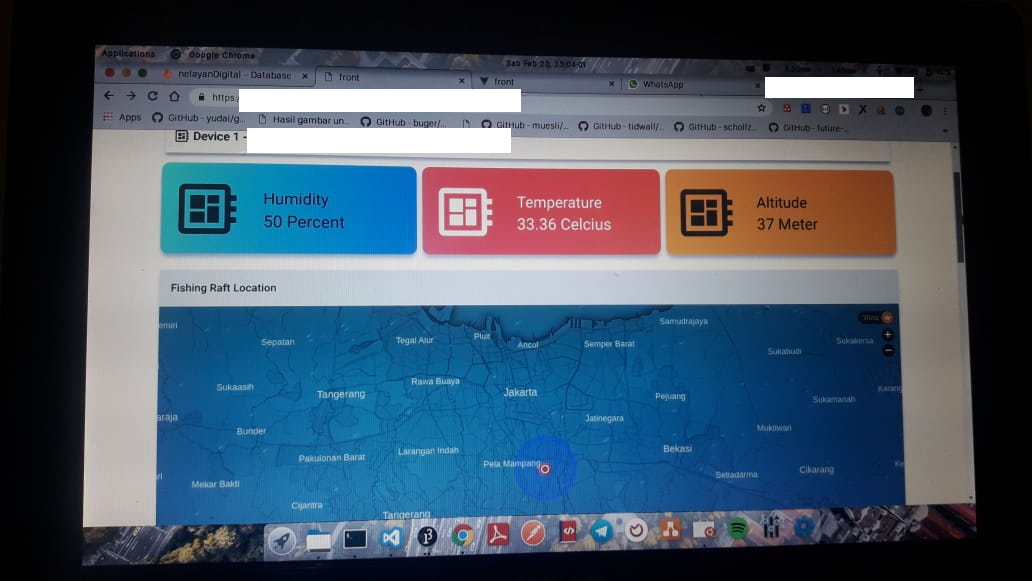 Applications Google Chrome
Sab Feb 23, 23:04:01
nelayanDigital - Database -
front
front
WhatsApp
https:
Apps
GitHub - yudai/g...
Hasil gambar un...
GitHub - buger/...
GitHub - muesli/...
GitHub - tidwall/...
GitHub - schollz...
GitHub - future-...
Device 1 -
Humidity
50 Percent
Temperature
33.36 Celcius
Altitude
37 Meter
Fishing Raft Location
emiri
Sepatan
Tegal Alur
Pluit
Ancol
Semper Barat
Samudrajaya
Sukabudi
Sukakersa
Wind
+
-
Sukaasih
Tangerang
Rawa Buaya
Jakarta
Pejuang
Sukamanah
Karang
araja
Bunder
Jatinegara
Muktiwari
Pakulonan Barat
Larangan Indah
Pela Mampang
Bekasi
Setiadarma
Cikarang
Mekar Bakti
Cijantra
Tangerang